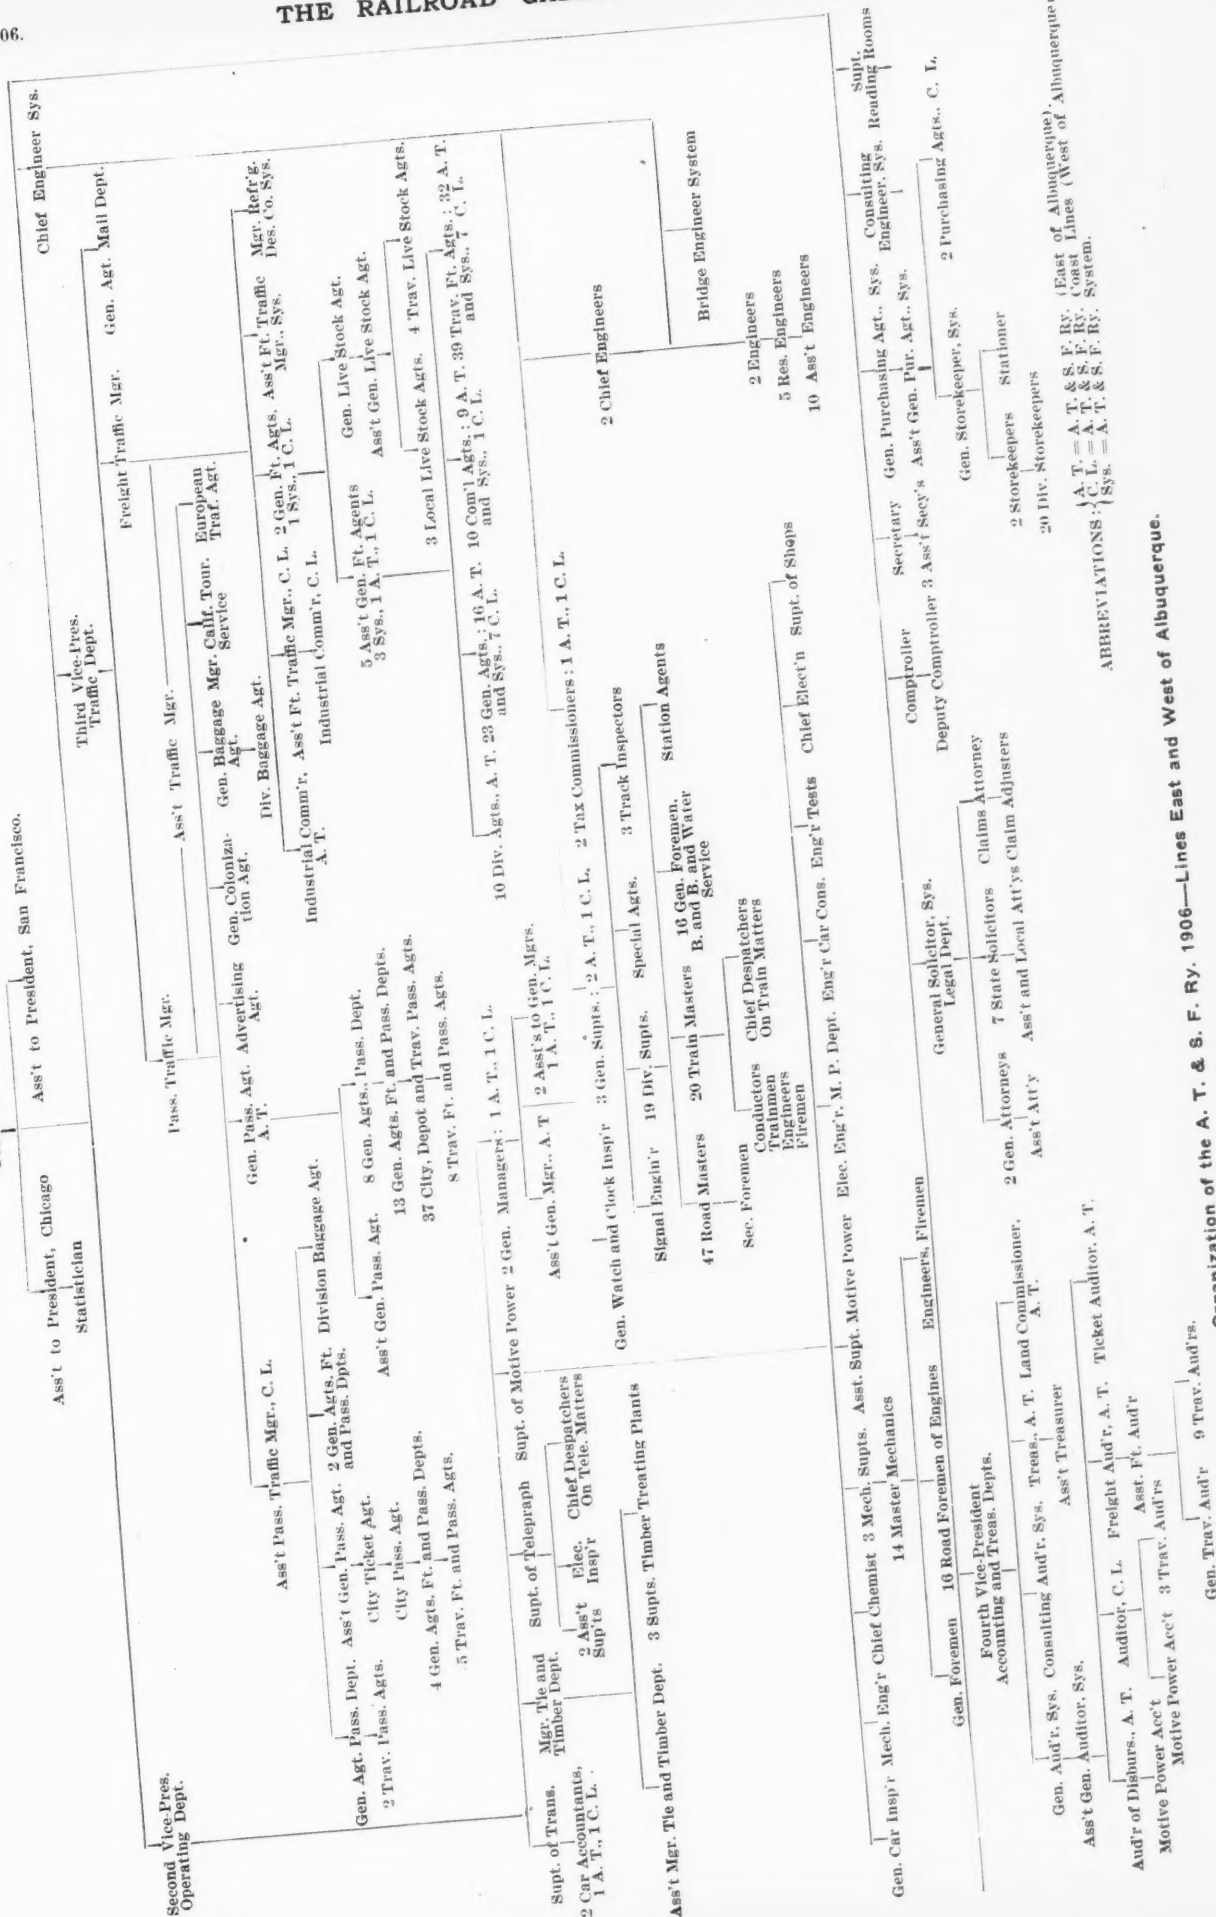 06.
THE RAILROAD
Ass't to President, San Francisco.
Ass't to President, Chicago
Ass't to President
Statistician
Chief Engineer Sys.
Third Vice-Pres.
Traffic Dept.
Gen. Agt. Mail Dept.
Freight Traffic Mgr.
Ass't Traffic Mgr.
Pass. Traffic Mgr.
Gen. Pass. Agt.
A. T.
Advertising
Agt.
Gen. Coloniza-
tion Agt.
Gen. Baggage
Agt.
Mgr. Calif. Tour.
Service
European
Traf. Agt.
Div. Baggage Agt.
Industrial Comm'r,
A. T.
Ass't Ft. Traffic Mgr., C. L.
Industrial Comm'r, C. L.
2 Gen. Ft. Agts.
1 Sys., 1 C. L.
Ass't Ft. Traffic
Mgr., Sys.
Mgr. Refr'g.
Des. Co. Sys.
5 Ass't Gen. Ft. Agents
3 Sys., 1 A. T., 1 C. L.
Gen. Live Stock Agt.
Ass't Gen. Live Stock Agt.
3 Local Live Stock Agts.
4 Trav. Live Stock Agts.
10 Div. Agts., A. T.
23 Gen. Agts.: 16 A. T.
and Sys., 7 C. L.
10 Com'l Agts.: 9 A. T.
and Sys., 1 C. L.
39 Trav. Ft. Agts.: 32 A. T.
and Sys., 7 C. L.
Ass't Pass. Traffic Mgr., C. L.
Gen. Agt. Pass. Dept.
2 Trav. Pass. Agts.
Ass't Gen. Pass. Agt.
City Ticket Agt.
City Pass. Agt.
4 Gen. Agts. Ft. and Pass. Depts.
5 Trav. Ft. and Pass. Agts.
2 Gen. Agts. Ft.
and Pass. Dpts.
Division Baggage Agt.
Ass't Gen. Pass. Agt.
8 Gen. Agts., Pass. Dept.
13 Gen. Agts. Ft. and Pass. Depts.
37 City, Depot and Trav. Pass. Agts.
8 Trav. Ft. and Pass. Agts.
Second Vice-Pres.
Operating Dept.
Supt. of Trans.
2 Car Accountants,
1 A. T., 1 C. L.
Mgr. Tie and
Timber Dept.
Supt. of Telepraph
2 Ass't
Sup'ts
Elec.
Insp'r
Chief Despatchers
On Tele. Matters
Ass't Mgr. Tie and Timber Dept.
3 Supts. Timber Treating Plants
Supt. of Motive Power
2 Gen. Managers: 1 A. T., 1 C. L.
Ass't Gen. Mgr., A. T
2 Asst's to Gen. Mgrs.
1 A. T., 1 C. L.
Gen. Watch and Clock Insp'r
3 Gen. Supts.: 2 A. T., 1 C. L.
2 Tax Commissioners: 1 A. T., 1 C. L.
Signal Engin'r
19 Div. Supts.
Special Agts.
3 Track Inspectors
47 Road Masters
20 Train Masters
16 Gen. Foremen,
B. and B. and Water
Service
Station Agents
Sec. Foremen
Conductors
Trainmen
Engineers
Firemen
Chief Despatchers
On Train Matters
2 Chief Engineers
Bridge Engineer System
2 Engineers
5 Res. Engineers
10 Ass't Engineers
Gen. Car Insp'r
Mech. Eng'r
Chief Chemist
3 Mech. Supts.
Asst. Supt. Motive Power
Elec. Eng'r, M. P. Dept.
Eng'r Car Cons.
Eng'r Tests
Chief Elect'n
Supt. of Shops
14 Master Mechanics
Gen. Foremen
16 Road Foremen of Engines
Engineers, Firemen
Fourth Vice-President
Accounting and Treas. Depts.
Gen. Aud'r, Sys.
Consulting Aud'r, Sys.
Treas., A. T.
Land Commissioner,
A. T.
Ass't Treasurer
Ass't Gen. Auditor, Sys.
Aud'r of Disburs., A. T.
Auditor, C. L.
Freight Aud'r, A. T.
Ticket Auditor, A. T.
Motive Power Acc't
Motive Power Acc't
3 Trav. Aud'rs
Asst. Ft. Aud'r
Gen. Trav. Aud'r
9 Trav. Aud'rs.
General Solicitor, Sys.
Legal Dept.
2 Gen. Attorneys
Ass't Att'y
7 State Solicitors
Claims Attorney
Ass't and Local Att'ys
Claim Adjusters
Comptroller
Deputy Comptroller
Secretary
3 Ass't Secy's
Gen. Purchasing Agt., Sys.
Ass't Gen. Pur. Agt., Sys.
Consulting
Engineer. Sys.
Supt.
Reading Rooms
Gen. Storekeeper, Sys.
2 Purchasing Agts., C. L.
2 Storekeepers
Stationer
20 Div. Storekeepers
ABBREVIATIONS: { A. T. = A. T. & S. F. Ry. (East of Albuquerque).
C. L. = A. T. & S. F. Ry. Coast Lines (West of Albuquerque
Sys. = A. T. & S. F. Ry. System.
Organization of the A. T. & S. F. Ry. 1906—Lines East and West of Albuquerque.